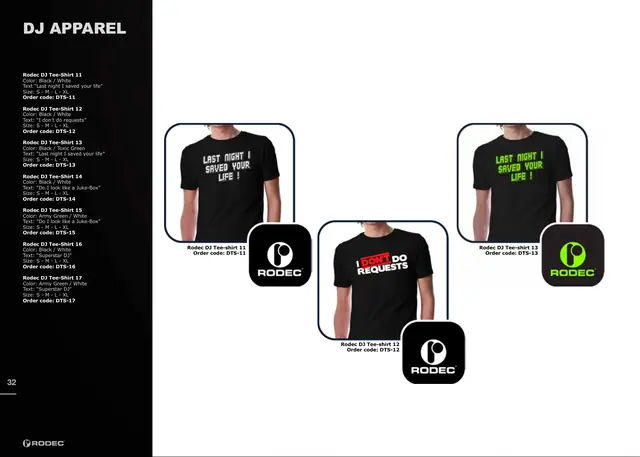 DJ APPAREL
Rodec DJ Tee-Shirt 11
Color: Black / White
Text "Last night I saved your life"
Size: S - M - L - XL
Order code: DTS-11
Rodec DJ Tee-Shirt 12
Color: Black / White
Text: "I don't do requests"
Size: S - M - L - XL
Order code: DTS-12
Rodec DJ Tee-Shirt 13
Color: Black / Toxic Green
Text: "Last night I saved your life"
Size: S - M - L - XL
Order code: DTS-13
Rodec DJ Tee-Shirt 14
Color: Black / White
Text: "Do I look like a Juke-Box"
Size: S - M - L - XL
Order code: DTS-14
Rodec DJ Tee-Shirt 15
Color: Army Green / White
Text: "Do I look like a Juke-Box"
Size: S - M - L - XL
Order code: DTS-15
Rodec DJ Tee-Shirt 16
Color: Black / White
Text: "Superstar DJ"
Size: S - M - L - XL
Order code: DTS-16
Rodec DJ Tee-Shirt 17
Color: Army Green / White
Text: "Superstar DJ"
Size: S - M - L - XL
Order code: DTS-17
32
RODEC
LAST NIGHT I
SAVED YOUR
LIFE !
Rodec DJ Tee-shirt 11
Order code: DTS-11
RODEC
I DON'T DO
REQUESTS
Rodec DJ Tee-shirt 12
Order code: DTS-12
RODEC
LAST NIGHT I
SAVED YOUR
LIFE !
Rodec DJ Tee-shirt 13
Order code: DTS-13
RODEC